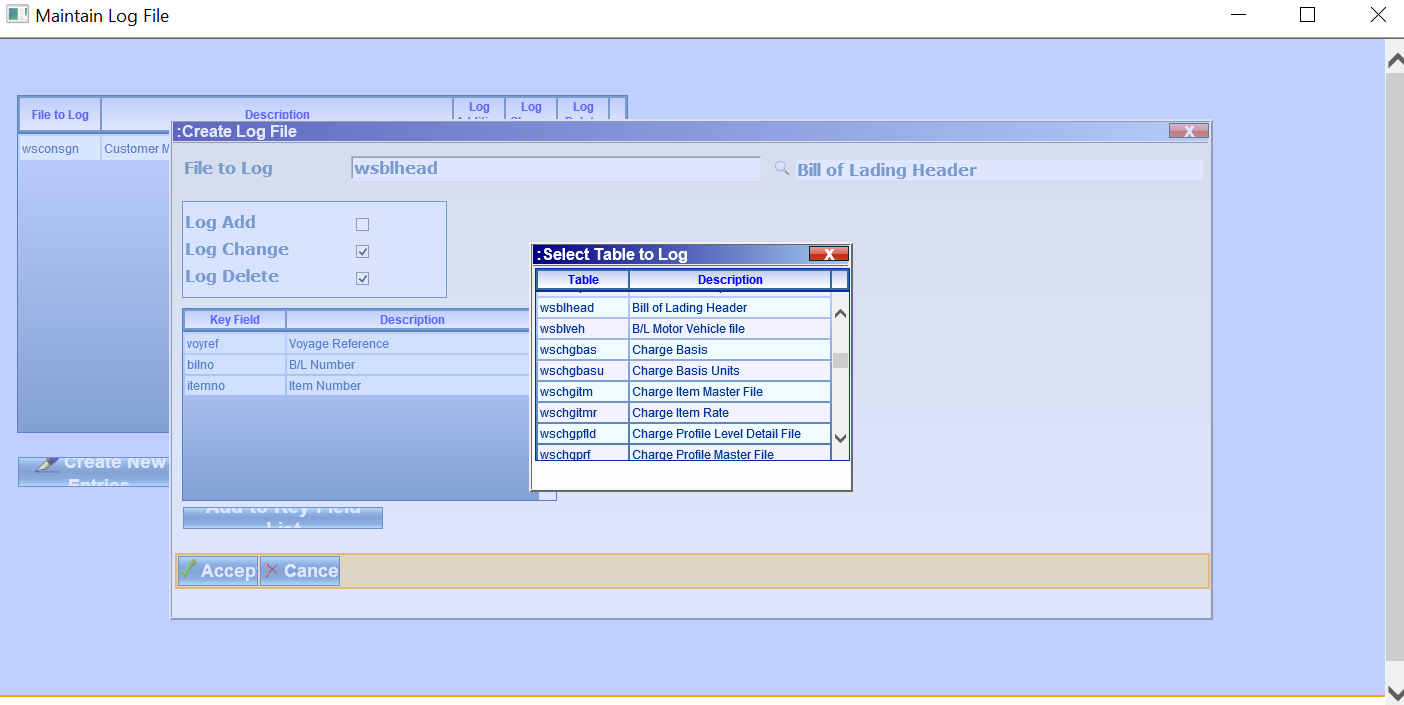 Maintain Log File
File to Log Description Log Log Log
wsconsgn Customer M
:Create Log File X
File to Log wsblhead Bill of Lading Header
Log Add
Log Change
Log Delete
Key Field Description
voyref Voyage Reference
bilno B/L Number
itemno Item Number
Add to Key Field
List
Accep Cance
:Select Table to Log X
Table Description
wsblhead Bill of Lading Header
wsblveh B/L Motor Vehicle file
wschgbas Charge Basis
wschgbasu Charge Basis Units
wschgitm Charge Item Master File
wschgitmr Charge Item Rate
wschgpfld Charge Profile Level Detail File
wschgprf Charge Profile Master File
Create New
Entries